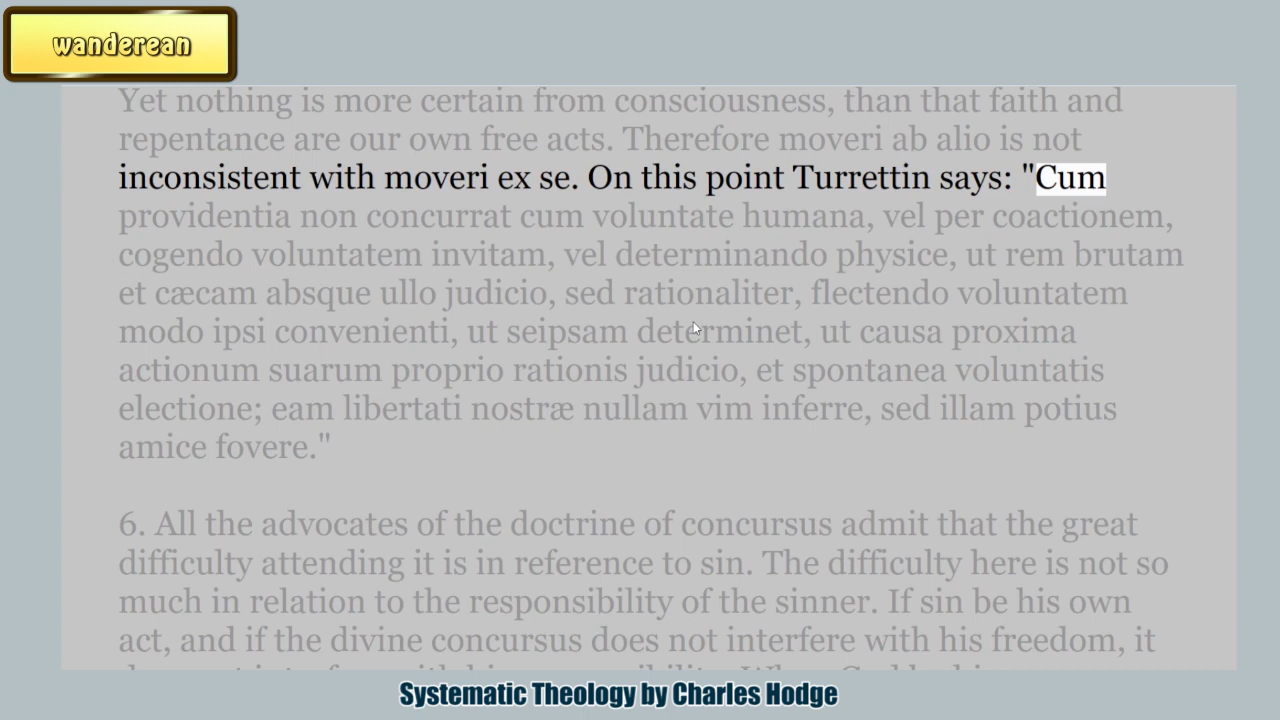 wanderean
Yet nothing is more certain from consciousness, than that faith and
repentance are our own free acts. Therefore moveri ab alio is not
inconsistent with moveri ex se. On this point Turrettin says: "Cum
providentia non concurrat cum voluntate humana, vel per coactionem,
cogendo voluntatem invitam, vel determinando physice, ut rem brutam
et cæcam absque ullo judicio, sed rationaliter, flectendo voluntatem
modo ipsi convenienti, ut seipsam determinet, ut causa proxima
actionum suarum proprio rationis judicio, et spontanea voluntatis
electione; eam libertati nostræ nullam vim inferre, sed illam potius
amice fovere."
6. All the advocates of the doctrine of concursus admit that the great
difficulty attending it is in reference to sin. The difficulty here is not so
much in relation to the responsibility of the sinner. If sin be his own
act, and if the divine concursus does not interfere with his freedom, it
Systematic Theology by Charles Hodge